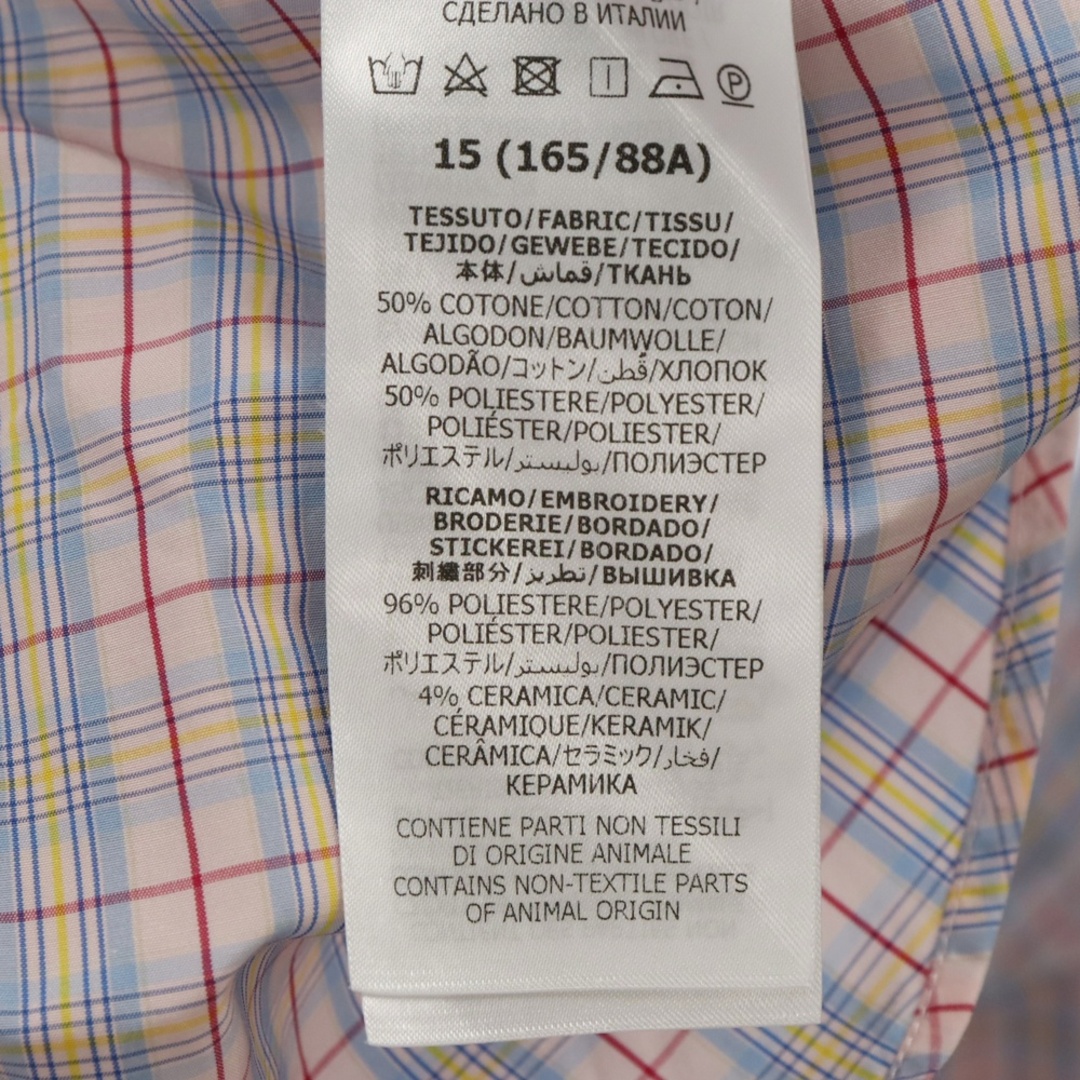 СДЕЛАНО В ИТАЛИИ
P
15 (165/88A)
TESSUTO/FABRIC/TISSU/
TEJIDO/GEWEBE/TECIDO/
本体/قماش/ТКАНЬ
50% COTONE/COTTON/COTON/
ALGODON/BAUMWOLLE/
ALGODÃO/コットン/قطن/ХЛОПОК
50% POLIESTERE/POLYESTER/
POLIÉSTER/POLIESTER/
ポリエステル/بوليستر/ПОЛИЭСТЕР
RICAMO/EMBROIDERY/
BRODERIE/BORDADO/
STICKEREI/BORDADO/
刺繍部分/تطريز/ВЫШИВКА
96% POLIESTERE/POLYESTER/
POLIÉSTER/POLIESTER/
ポリエステル/بوليستر/ПОЛИЭСТЕР
4% CERAMICA/CERAMIC/
CÉRAMIQUE/KERAMIK/
CERÂMICA/セラミック/فخار/
КЕРАМИКА
CONTIENE PARTI NON TESSILI
DI ORIGINE ANIMALE
CONTAINS NON-TEXTILE PARTS
OF ANIMAL ORIGIN